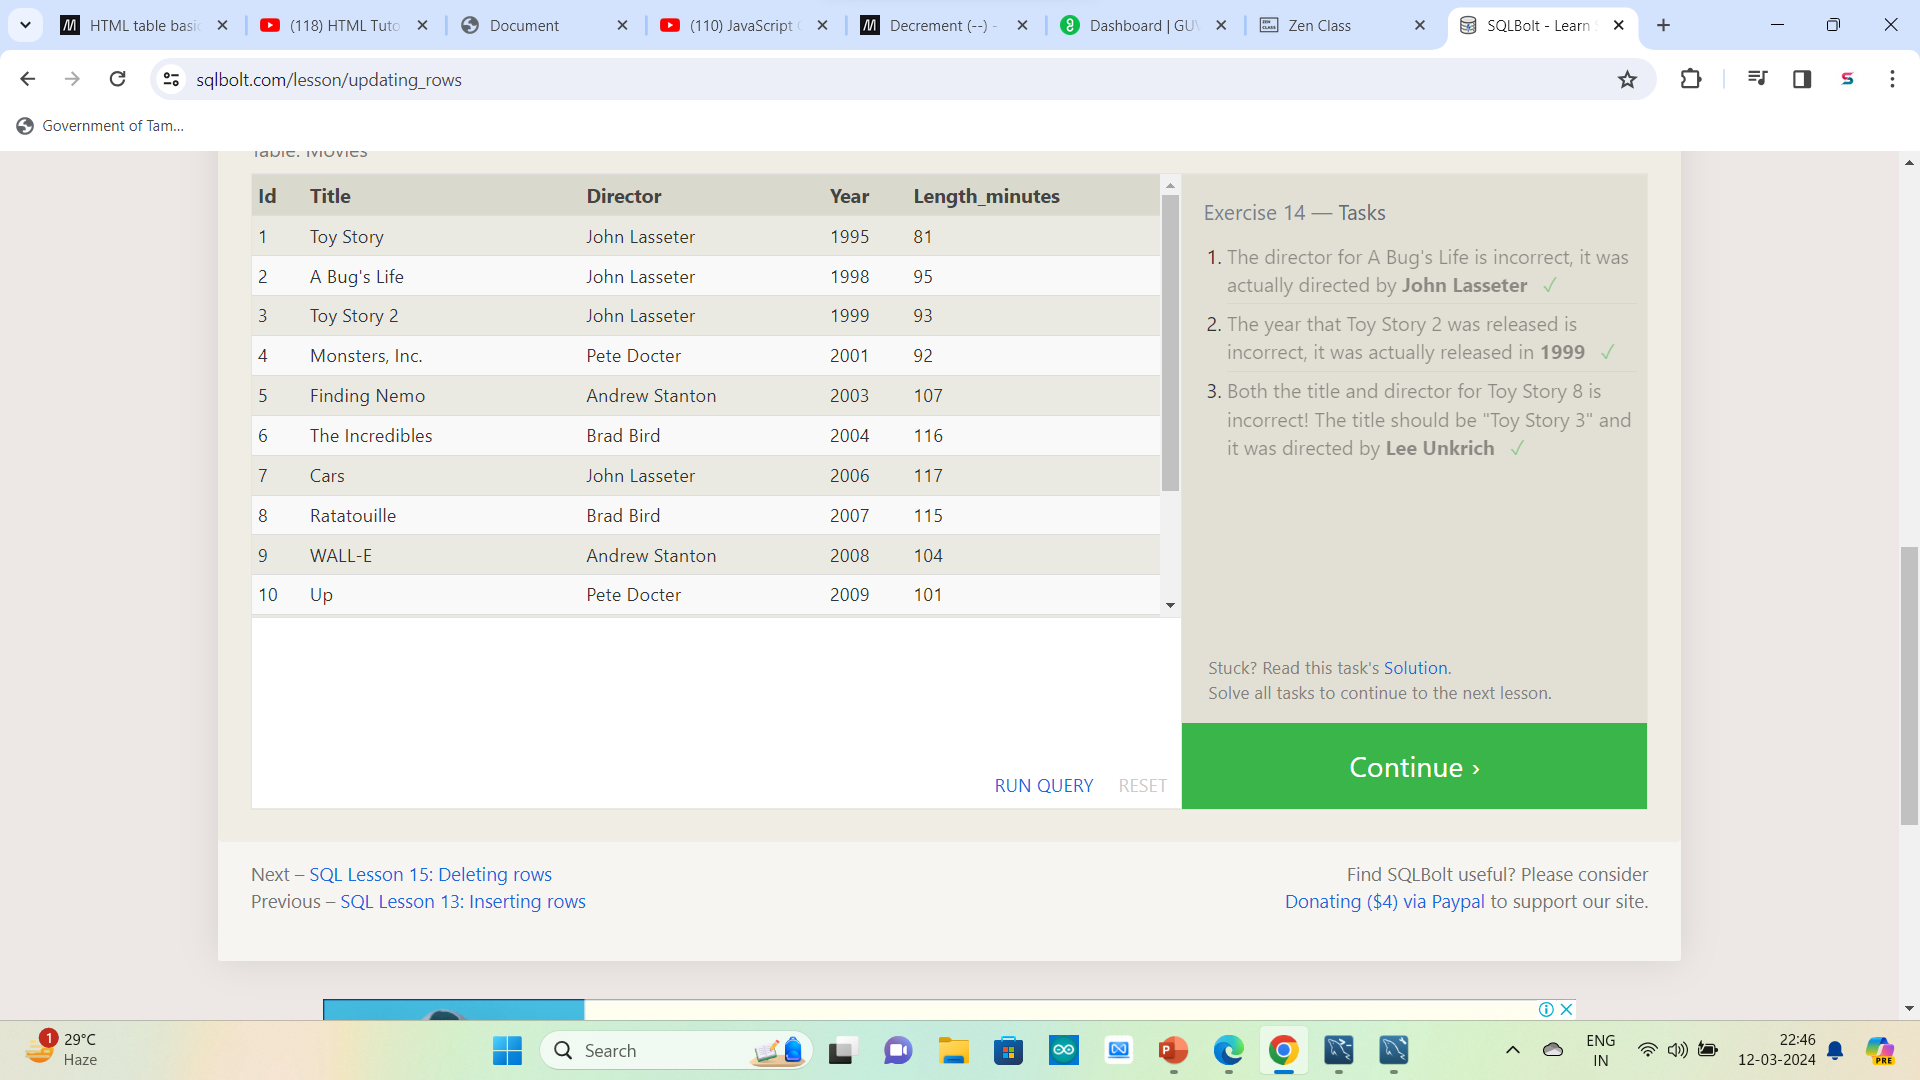 HTML table basic
(118) HTML Tuto
Document
(110) JavaScript
Decrement (--) -
Dashboard | GUV
Zen Class
SQLBolt - Learn S
sqlbolt.com/lesson/updating_rows
Government of Tam...
Table: Movies
Id Title Director Year Length_minutes
1 Toy Story John Lasseter 1995 81
2 A Bug's Life John Lasseter 1998 95
3 Toy Story 2 John Lasseter 1999 93
4 Monsters, Inc. Pete Docter 2001 92
5 Finding Nemo Andrew Stanton 2003 107
6 The Incredibles Brad Bird 2004 116
7 Cars John Lasseter 2006 117
8 Ratatouille Brad Bird 2007 115
9 WALL-E Andrew Stanton 2008 104
10 Up Pete Docter 2009 101
RUN QUERY RESET
Exercise 14 — Tasks
1. The director for A Bug's Life is incorrect, it was
actually directed by John Lasseter ✓
2. The year that Toy Story 2 was released is
incorrect, it was actually released in 1999 ✓
3. Both the title and director for Toy Story 8 is
incorrect! The title should be "Toy Story 3" and
it was directed by Lee Unkrich ✓
Stuck? Read this task's Solution.
Solve all tasks to continue to the next lesson.
Continue ›
Next – SQL Lesson 15: Deleting rows
Previous – SQL Lesson 13: Inserting rows
Find SQLBolt useful? Please consider
Donating ($4) via Paypal to support our site.
1
29°C
Haze
Search
ENG
IN
22:46
12-03-2024
PRE